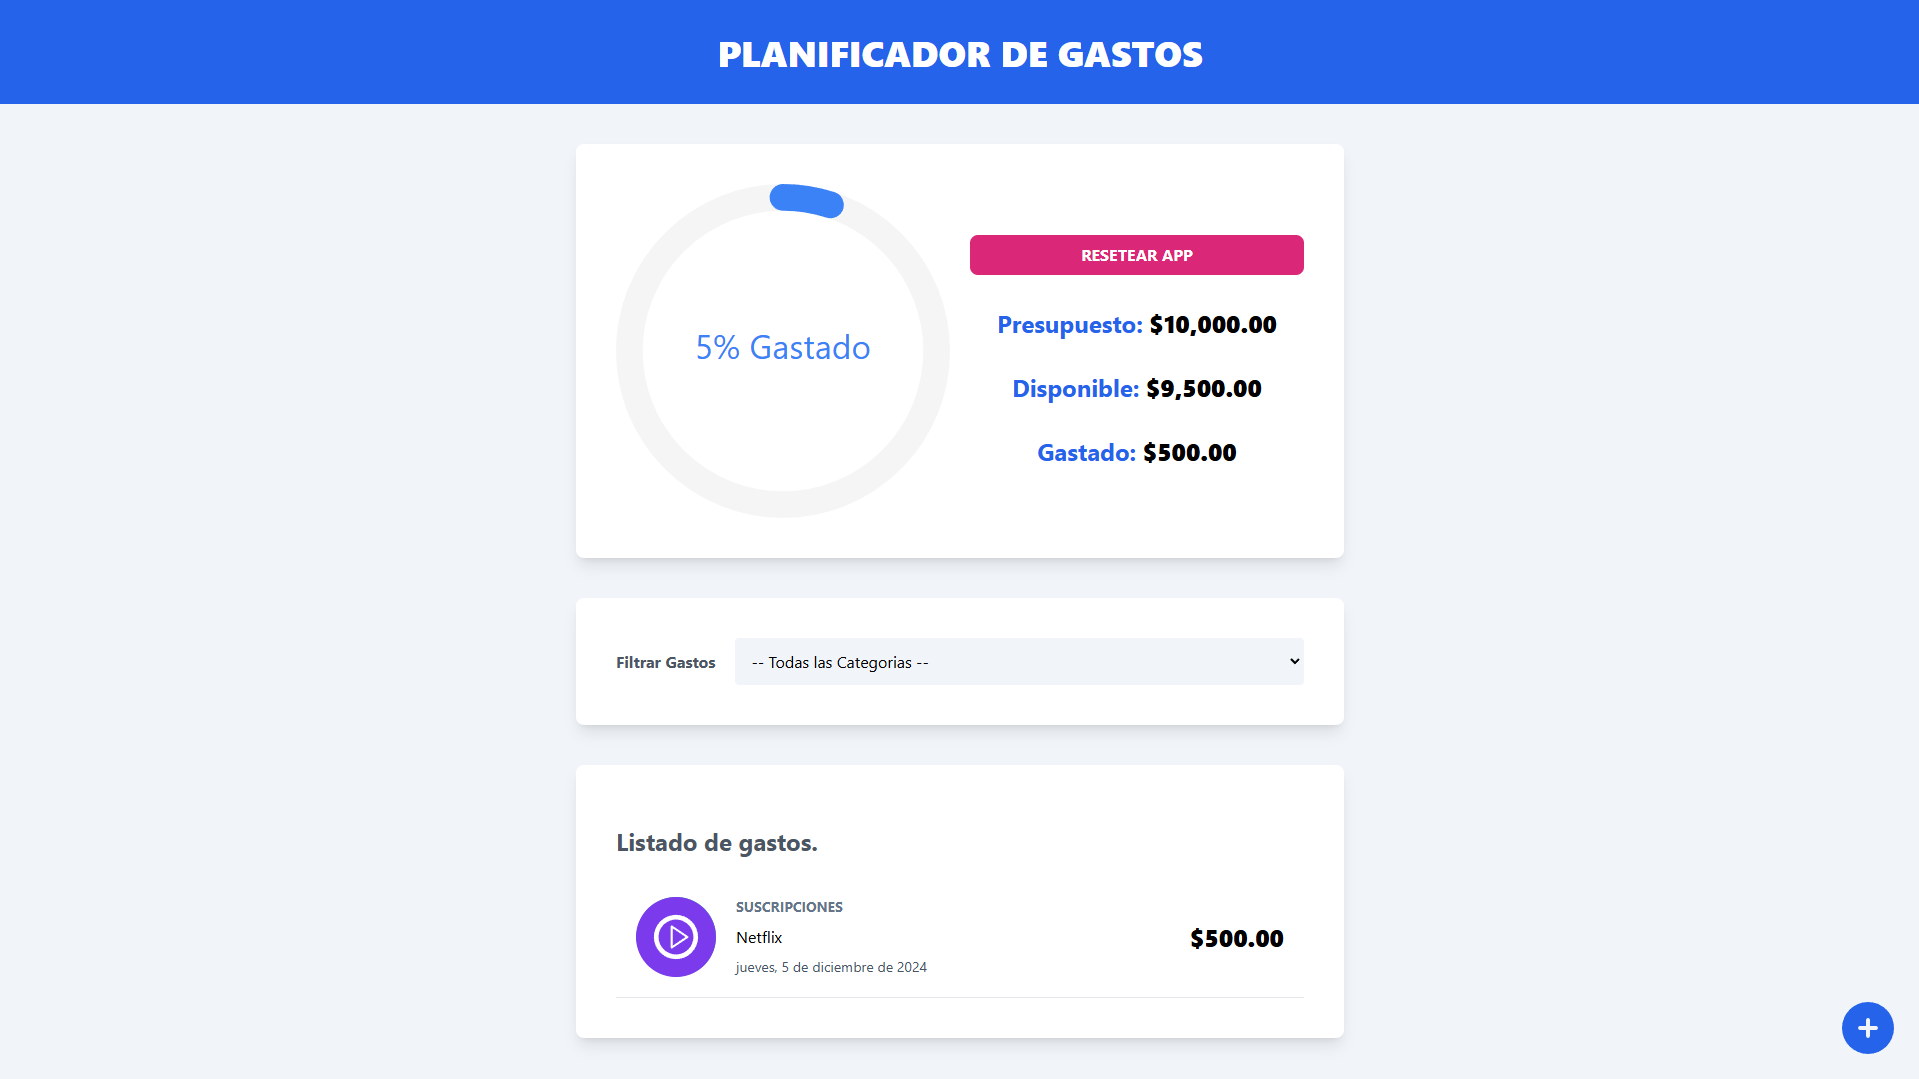 PLANIFICADOR DE GASTOS
5% Gastado
RESETEAR APP
Presupuesto: $10,000.00
Disponible: $9,500.00
Gastado: $500.00
Filtrar Gastos
-- Todas las Categorias --
Listado de gastos.
SUSCRIPCIONES
Netflix
$500.00
jueves, 5 de diciembre de 2024